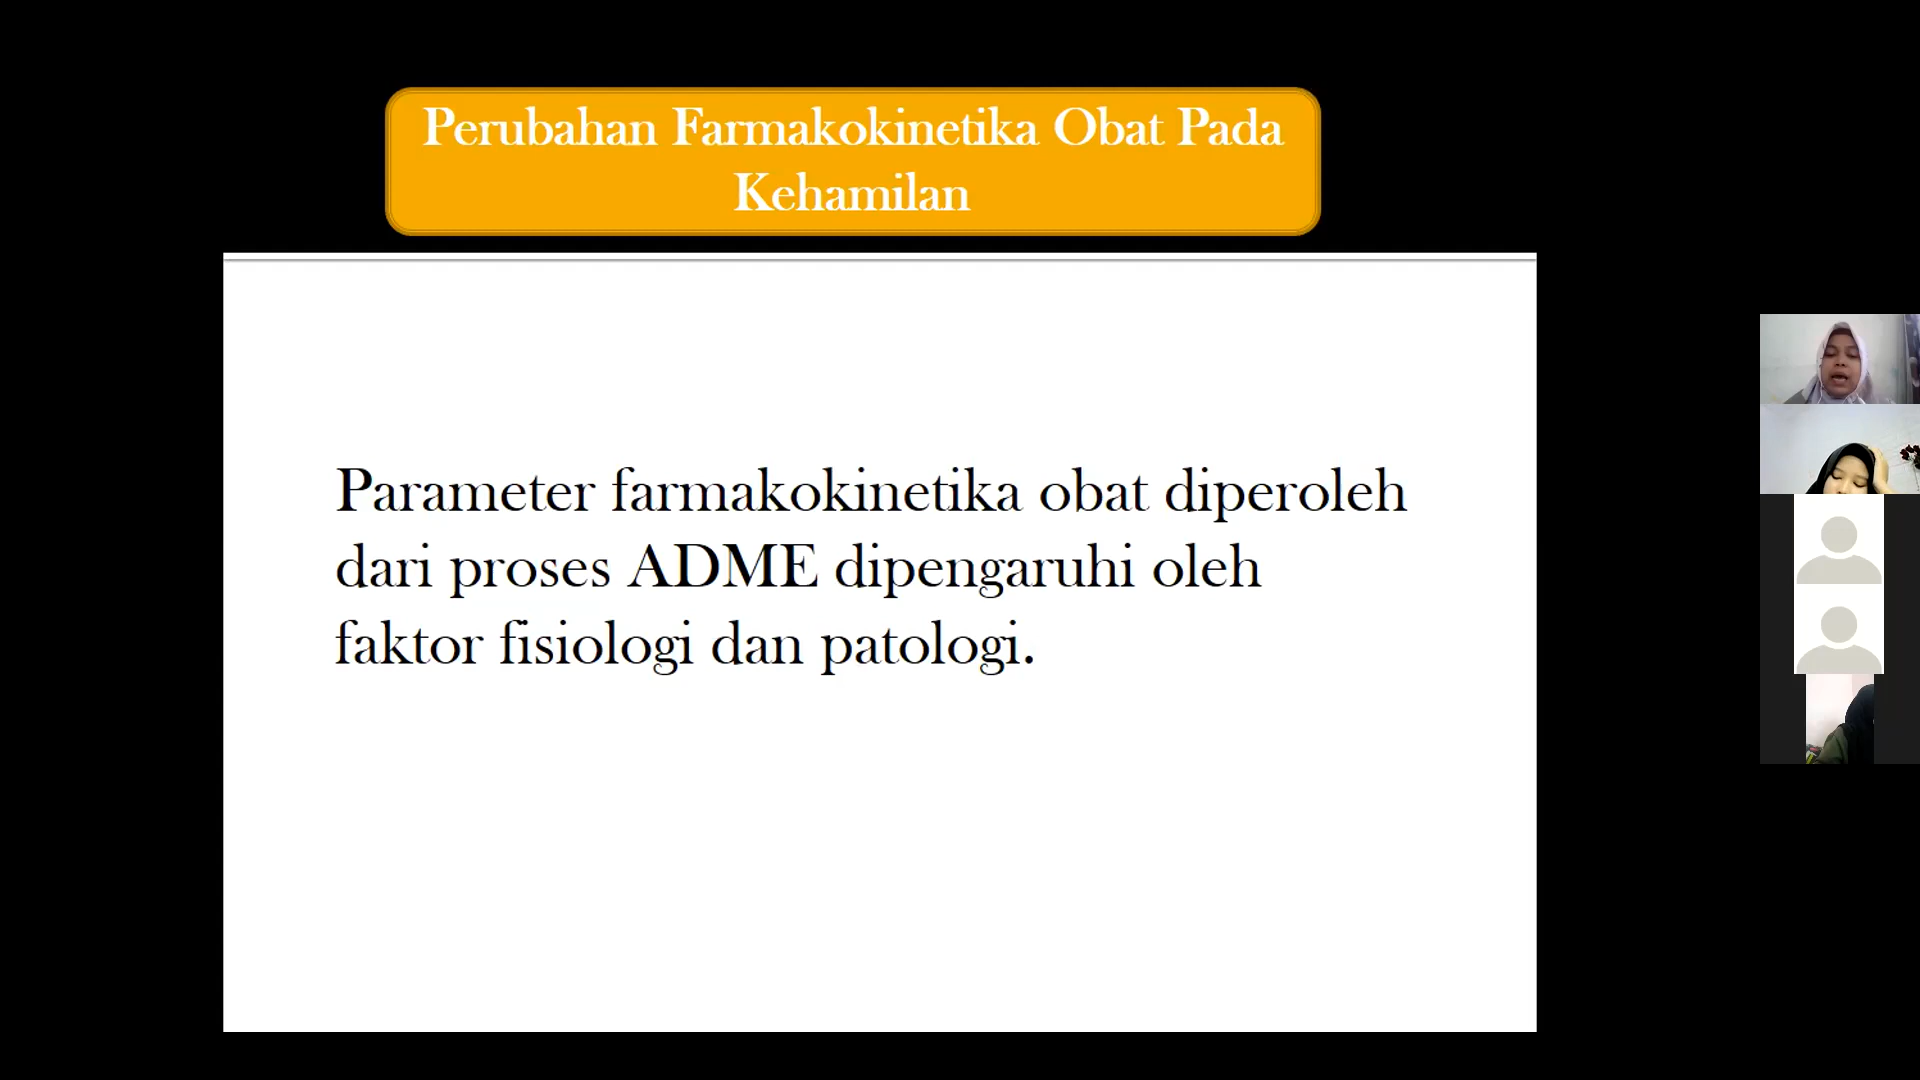 Perubahan Farmakokinetika Obat Pada
Kehamilan
Parameter farmakokinetika obat diperoleh
dari proses ADME dipengaruhi oleh
faktor fisiologi dan patologi.